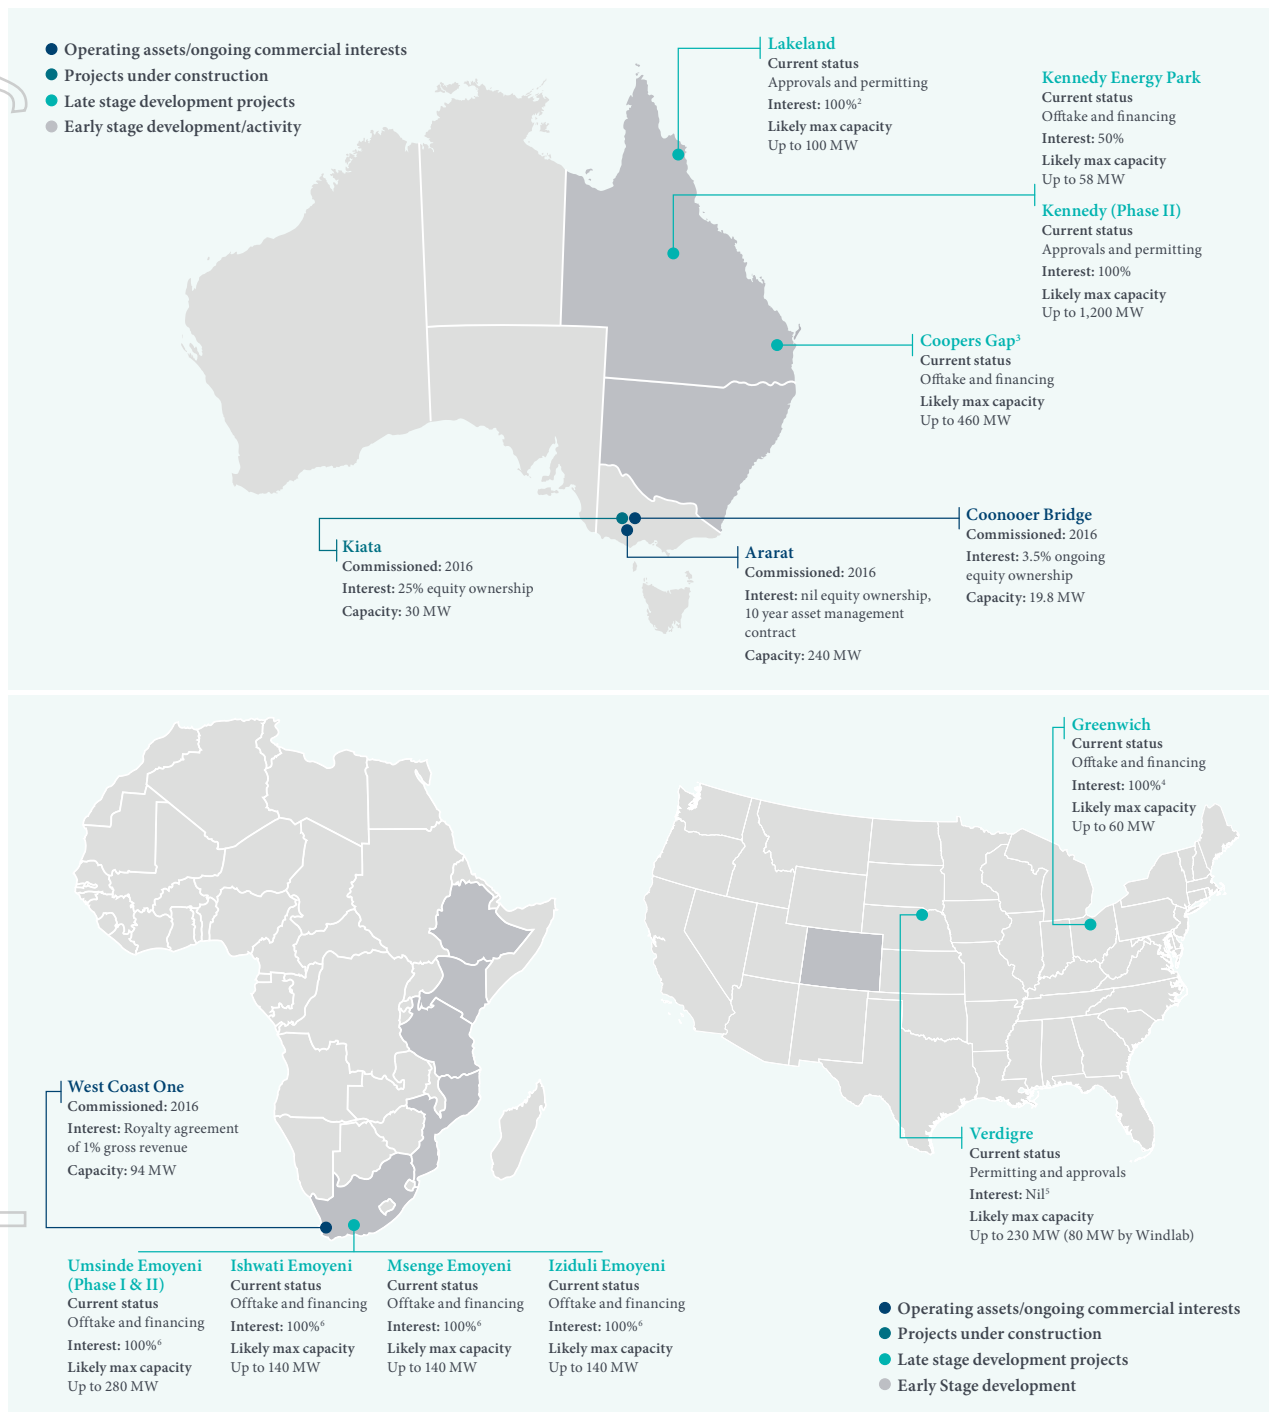 Operating assets/ongoing commercial interests
Projects under construction
Late stage development projects
Early stage development/activity
Lakeland
Current status
Approvals and permitting
Interest: 100%²
Likely max capacity
Up to 100 MW
Kennedy Energy Park
Current status
Offtake and financing
Interest: 50%
Likely max capacity
Up to 58 MW
Kennedy (Phase II)
Current status
Approvals and permitting
Interest: 100%
Likely max capacity
Up to 1,200 MW
Coopers Gap³
Current status
Offtake and financing
Likely max capacity
Up to 460 MW
Coonooer Bridge
Commissioned: 2016
Interest: 3.5% ongoing
equity ownership
Capacity: 19.8 MW
Kiata
Commissioned: 2016
Interest: 25% equity ownership
Capacity: 30 MW
Ararat
Commissioned: 2016
Interest: nil equity ownership,
10 year asset management
contract
Capacity: 240 MW
Greenwich
Current status
Offtake and financing
Interest: 100%⁴
Likely max capacity
Up to 60 MW
West Coast One
Commissioned: 2016
Interest: Royalty agreement
of 1% gross revenue
Capacity: 94 MW
Verdigre
Current status
Permitting and approvals
Interest: Nil⁵
Likely max capacity
Up to 230 MW (80 MW by Windlab)
Umsinde Emoyeni
(Phase I & II)
Current status
Offtake and financing
Interest: 100%⁶
Likely max capacity
Up to 280 MW
Ishwati Emoyeni
Current status
Offtake and financing
Interest: 100%⁶
Likely max capacity
Up to 140 MW
Msenge Emoyeni
Current status
Offtake and financing
Interest: 100%⁶
Likely max capacity
Up to 140 MW
Iziduli Emoyeni
Current status
Offtake and financing
Interest: 100%⁶
Likely max capacity
Up to 140 MW
Operating assets/ongoing commercial interests
Projects under construction
Late stage development projects
Early Stage development